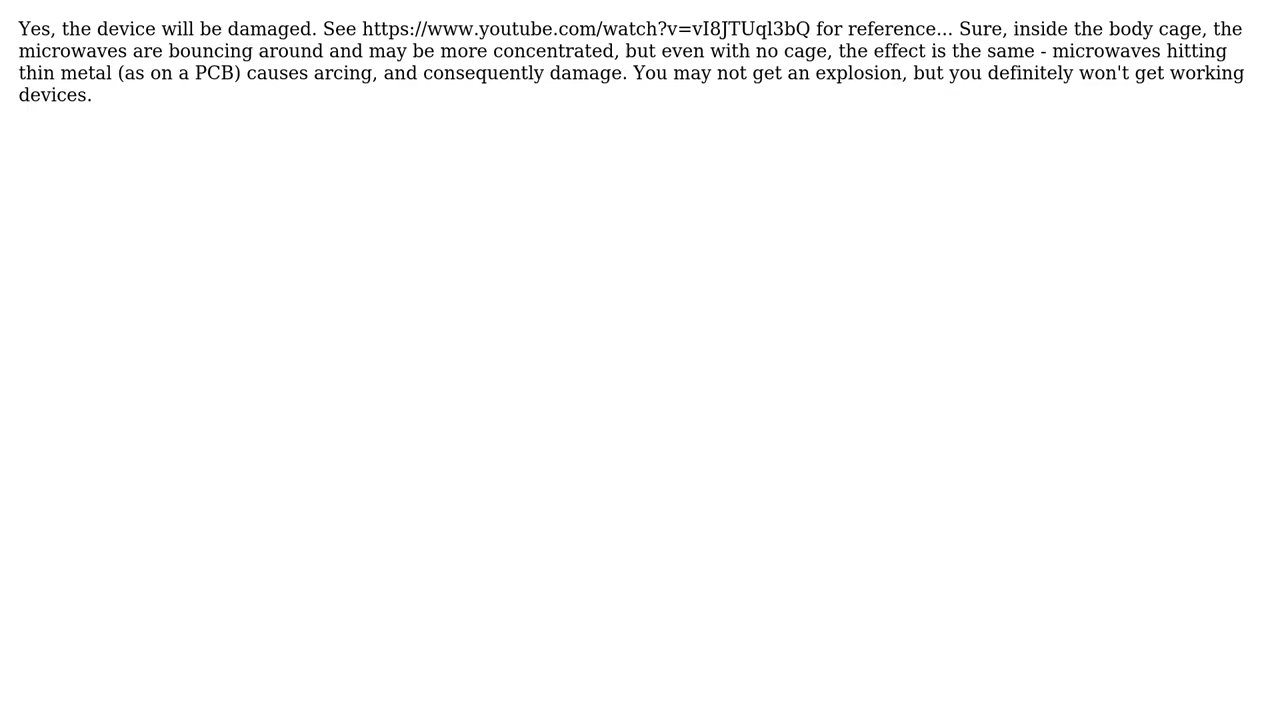 Yes, the device will be damaged. See https://www.youtube.com/watch?v=vI8JTUql3bQ for reference... Sure, inside the body cage, the
microwaves are bouncing around and may be more concentrated, but even with no cage, the effect is the same - microwaves hitting
thin metal (as on a PCB) causes arcing, and consequently damage. You may not get an explosion, but you definitely won't get working
devices.